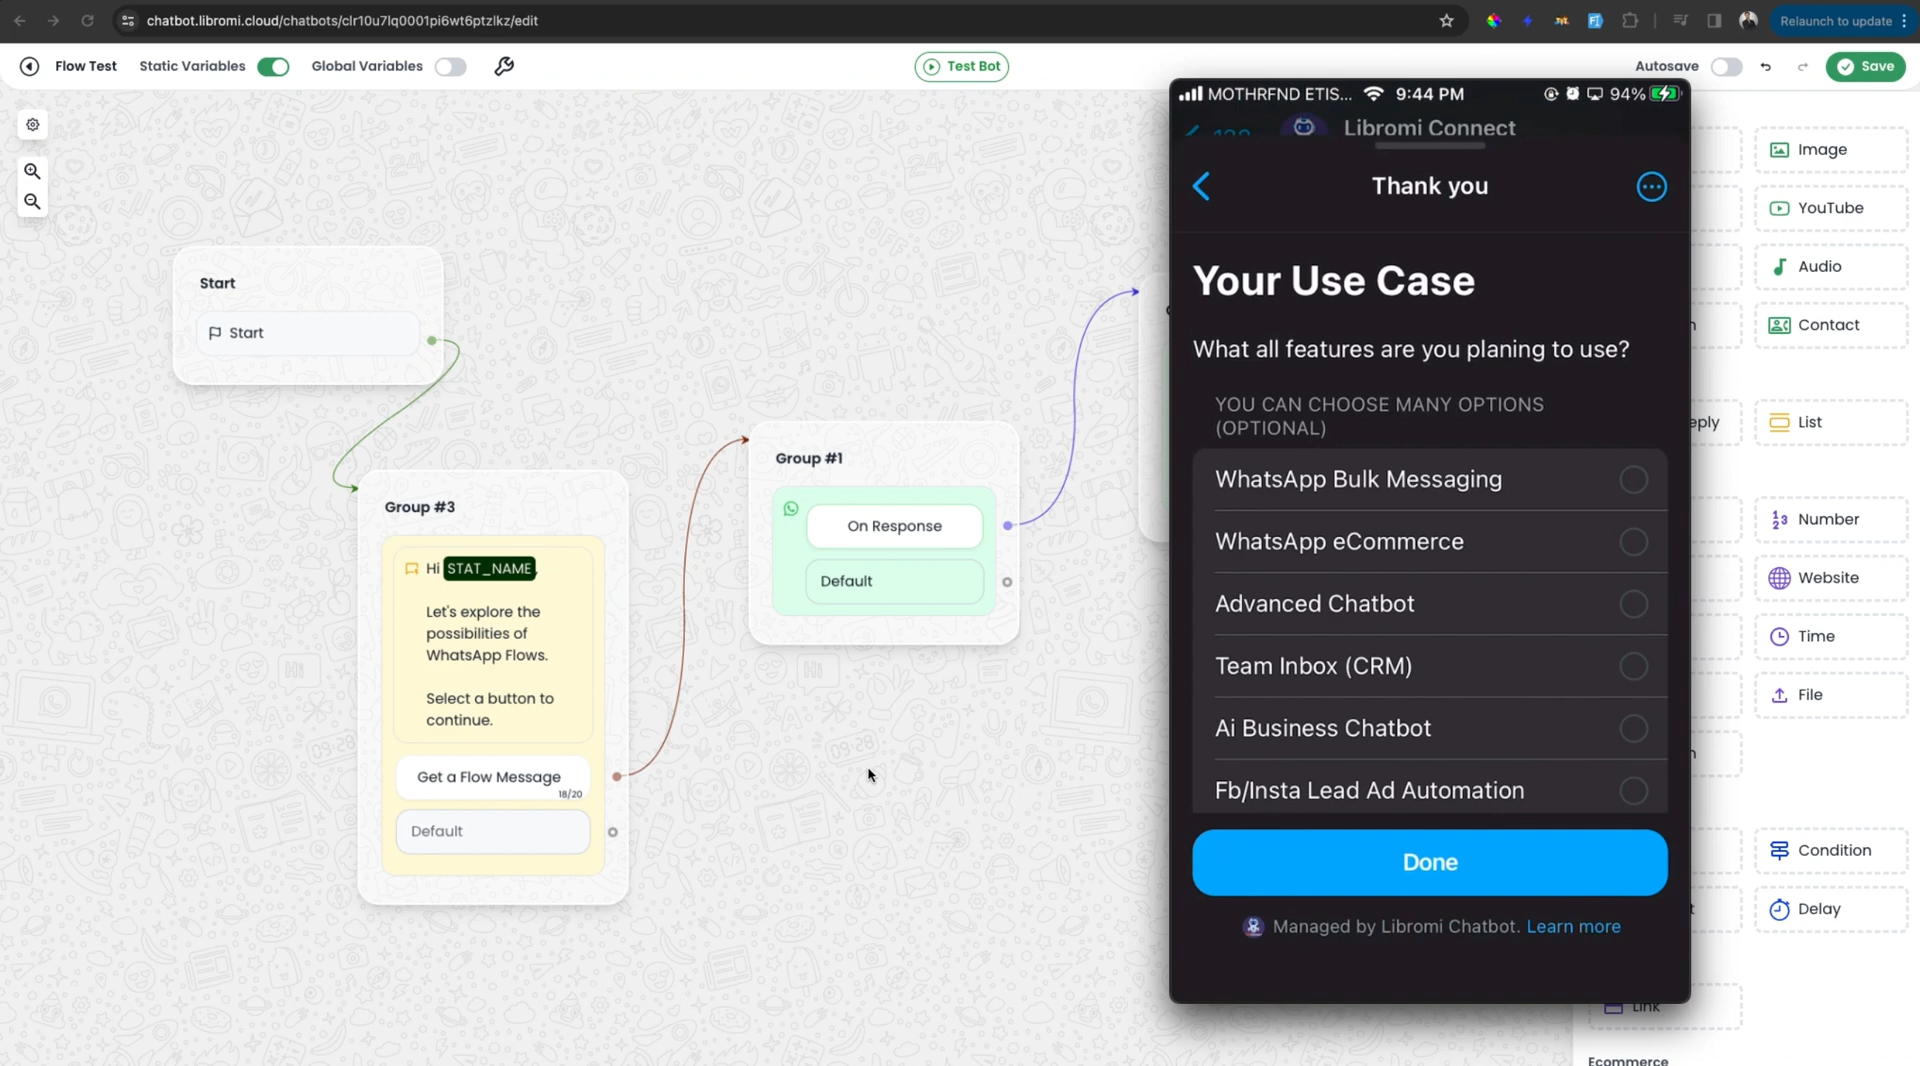 chatbot.libromi.cloud/chatbots/clr10u7lq0001pi6wt6ptzlkz/edit
Relaunch to update
Flow Test
Static Variables
Global Variables
Test Bot
Autosave
Save
MOTHRFND ETIS...
9:44 PM
94%
Libromi Connect
Thank you
Your Use Case
What all features are you planing to use?
YOU CAN CHOOSE MANY OPTIONS
(OPTIONAL)
WhatsApp Bulk Messaging
WhatsApp eCommerce
Advanced Chatbot
Team Inbox (CRM)
Ai Business Chatbot
Fb/Insta Lead Ad Automation
Done
Managed by Libromi Chatbot. Learn more
Start
Start
Group #3
Hi STAT_NAME,
Let's explore the
possibilities of
WhatsApp Flows.
Select a button to
continue.
Get a Flow Message
18/20
Default
Group #1
On Response
Default
Image
YouTube
Audio
Contact
eply
List
Number
Website
Time
File
Condition
Delay
Link
Ecommerce